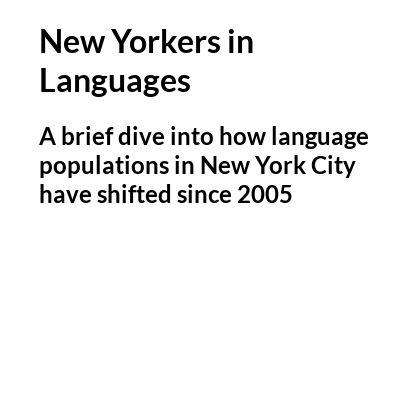 New Yorkers in
Languages
A brief dive into how language
populations in New York City
have shifted since 2005